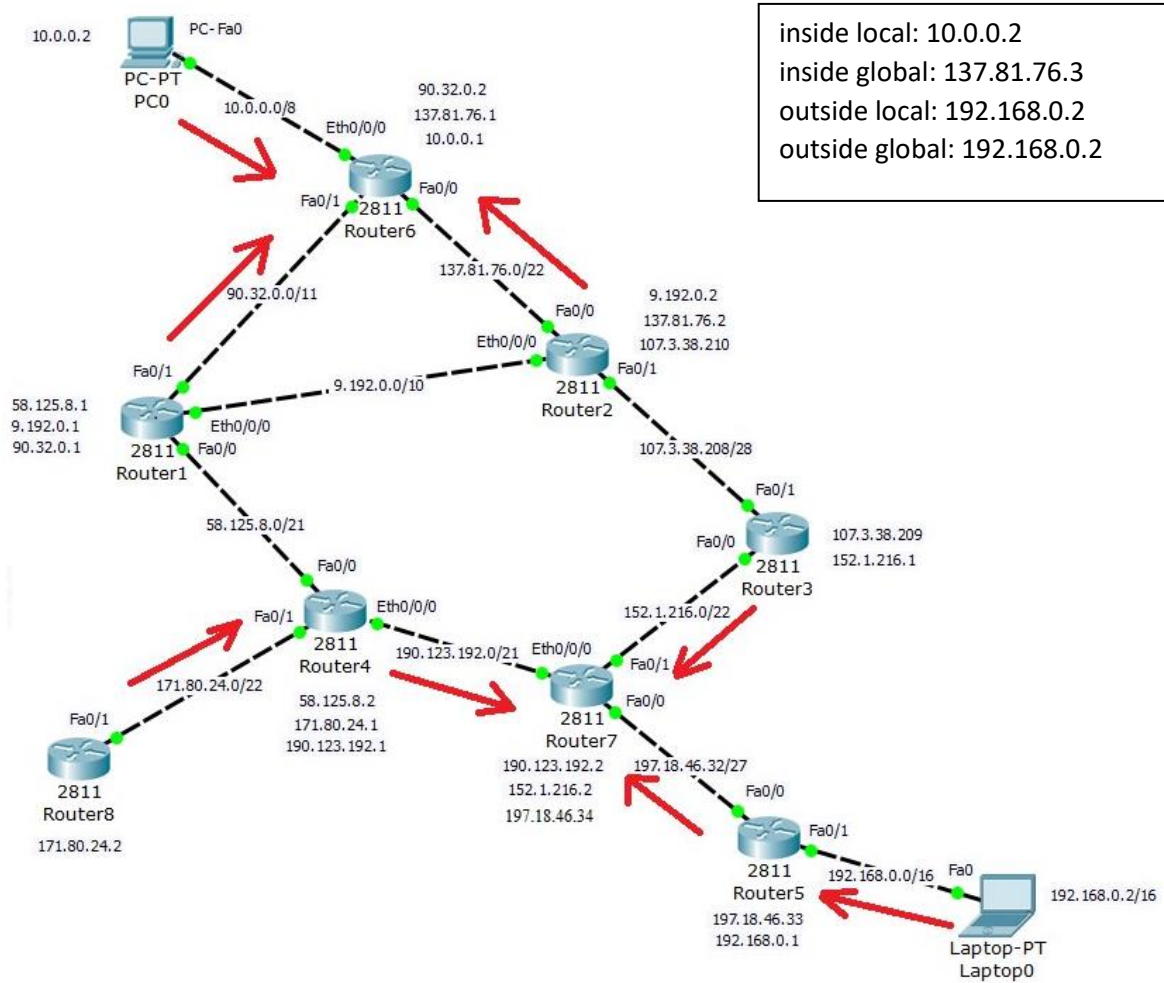 inside local: 10.0.0.2
inside global: 137.81.76.3
outside local: 192.168.0.2
outside global: 192.168.0.2
10.0.0.2
PC-Fa0
PC-PT
PC0
10.0.0.0/8
Eth0/0/0
90.32.0.2
137.81.76.1
10.0.0.1
Fa0/1
Fa0/0
2811
Router6
137.81.76.0/22
90.32.0.0/11
Fa0/0
Eth0/0/0
9.192.0.2
137.81.76.2
107.3.38.210
Fa0/1
2811
Router2
Fa0/1
9.192.0.0/10
58.125.8.1
9.192.0.1
90.32.0.1
Eth0/0/0
Fa0/0
2811
Router1
107.3.38.208/28
Fa0/1
58.125.8.0/21
Fa0/0
107.3.38.209
152.1.216.1
2811
Router3
Fa0/0
Fa0/1
Eth0/0/0
2811
Router4
152.1.216.0/22
190.123.192.0/21
Eth0/0/0
Fa0/1
Fa0/0
171.80.24.0/22
58.125.8.2
171.80.24.1
190.123.192.1
2811
Router7
Fa0/1
2811
Router8
171.80.24.2
190.123.192.2
152.1.216.2
197.18.46.34
197.18.46.32/27
Fa0/0
Fa0/1
2811
Router5
197.18.46.33
192.168.0.1
192.168.0.0/16
Fa0
192.168.0.2/16
Laptop-PT
Laptop0